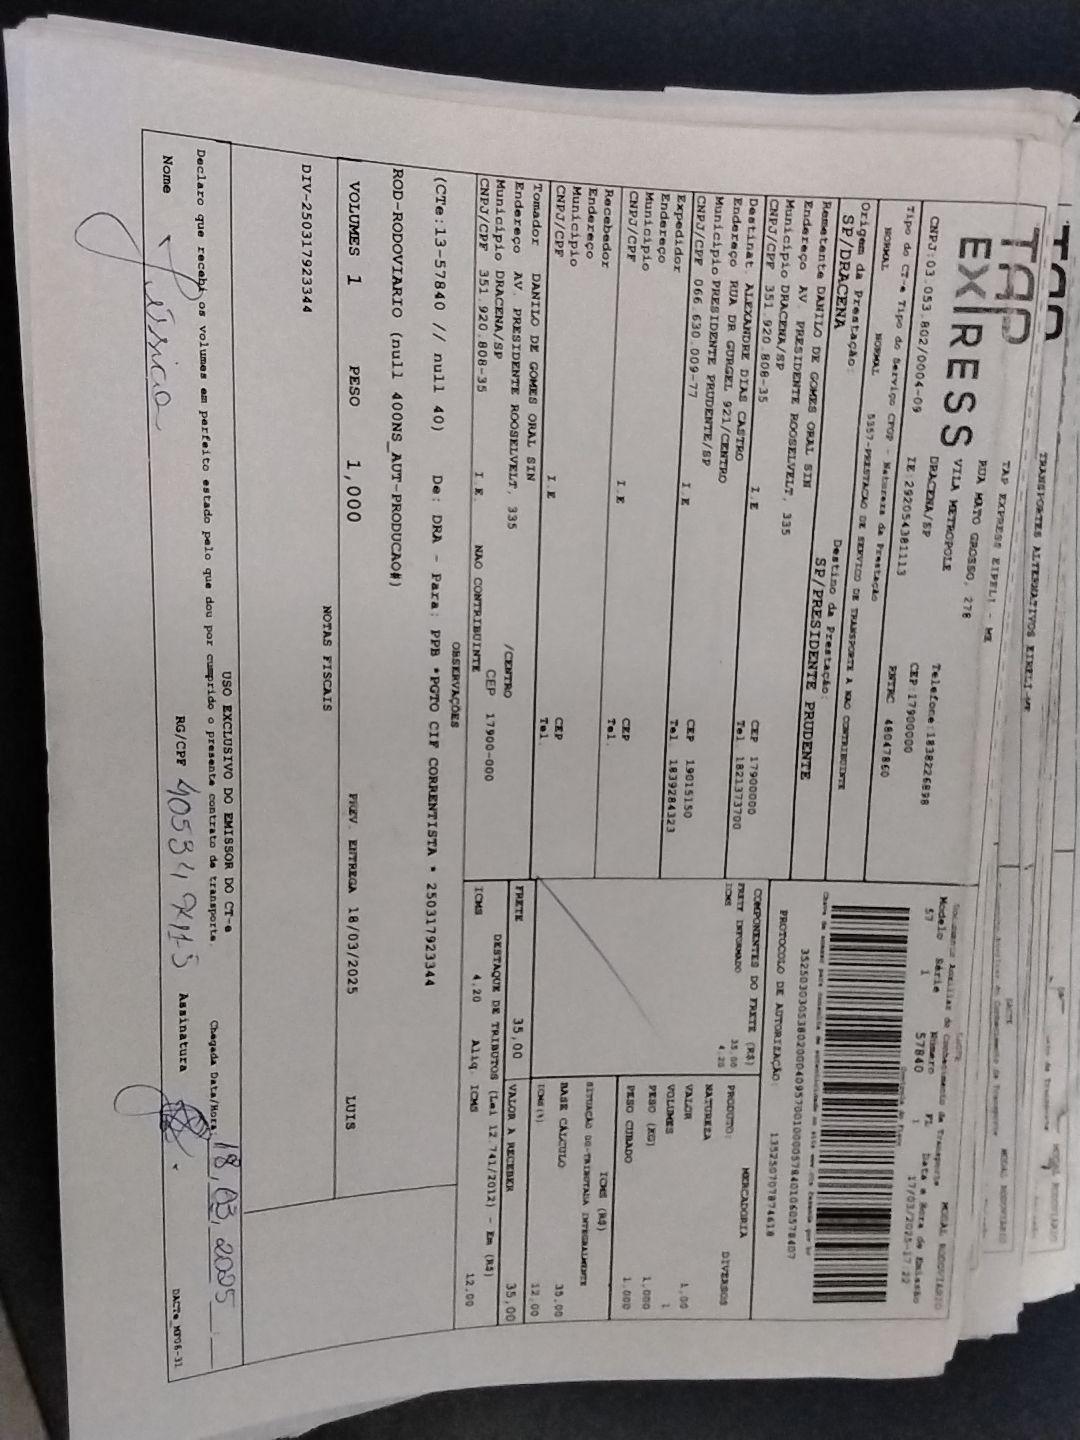 TRANSPORTES ALTERNATIVOS EIRELI-ME
TAP EXPRESS EIRELI - ME
TAP
EXPRESS
RUA MATO GROSSO, 278
VILA METROPOLE
DRACENA/SP
Telefone:1838226898
CEP:17900000
CNPJ:03.053.802/0004-09
IE:292054381113
RNTRC 48047860
Tipo do CT-e Tipo do Serviço CFOP - Natureza da Prestação
NORMAL NORMAL 5357-PRESTACAO DE SERVICO DE TRANSPORTE A NAO CONTRIBUINTE
Origem da Prestação:
SP/DRACENA
Destino da Prestação:
SP/PRESIDENTE PRUDENTE
Remetente DANILO DE GOMES ORAL SIN
Endereço AV. PRESIDENTE ROOSELVELT, 335
Município DRACENA/SP CEP 17900000
CNPJ/CPF 351.920.808-35 I.E Tel. 1821373700
Destinat. ALEXANDRE DIAS CASTRO
Endereço RUA DR GURGEL 921/CENTRO
Município PRESIDENTE PRUDENTE/SP CEP 19015150
CNPJ/CPF 066.630.009-77 I.E Tel. 1839284323
Expedidor
Endereço
Município CEP
CNPJ/CPF I.E Tel.
Recebedor
Endereço
Município CEP
CNPJ/CPF I.E Tel.
Tomador DANILO DE GOMES ORAL SIN
Endereço AV. PRESIDENTE ROOSELVELT, 335 /CENTRO
Município DRACENA/SP CEP 17900-000
CNPJ/CPF 351.920.808-35 I.E. NAO CONTRIBUINTE
MODAL RODOVIARIO
Modelo Série Número FL Data e Hora de Emissão
57 1 57840 1 17/03/2025-17:22
35250303053802000409570010000578401060578407
PROTOCOLO DE AUTORIZAÇÃO: 135250707874618
COMPONENTES DO FRETE (R$)
FRETE INFORMADO 35,00
ICMS 4,20
PRODUTO: MERCADORIA
NATUREZA DIVERSOS
VALOR 1,00
VOLUMES 1
PESO (KG) 1,000
PESO CUBADO 1,000
ICMS (R$)
SITUAÇÃO 00-TRIBUTADA INTEGRALMENTE
BASE CALCULO 35,00
ICMS(%) 12,00
FRETE 35,00 VALOR A RECEBER 35,00
DESTAQUE DE TRIBUTOS (Lei 12.741/2012) - Em (R$)
ICMS 4,20 Aliq. ICMS 12,00
OBSERVAÇÕES
(CTe:13-57840 // null 40) De: DRA - Para: PPB *PGTO CIF CORRENTISTA * 250317923344
ROD-RODOVIARIO (null 400NS_AUT-PRODUCAO#)
VOLUMES 1 PESO 1,000 PREV. ENTREGA 18/03/2025 LUIS
NOTAS FISCAIS
DIV-250317923344
USO EXCLUSIVO DO EMISSOR DO CT-e
Declaro que recebi os volumes em perfeito estado pelo que dou por cumprido o presente contrato de transporte. Chegada Data/Hora. 18,03,2025
Nome Jéssica RG/CPF Assinatura
DACTe_MP06-31